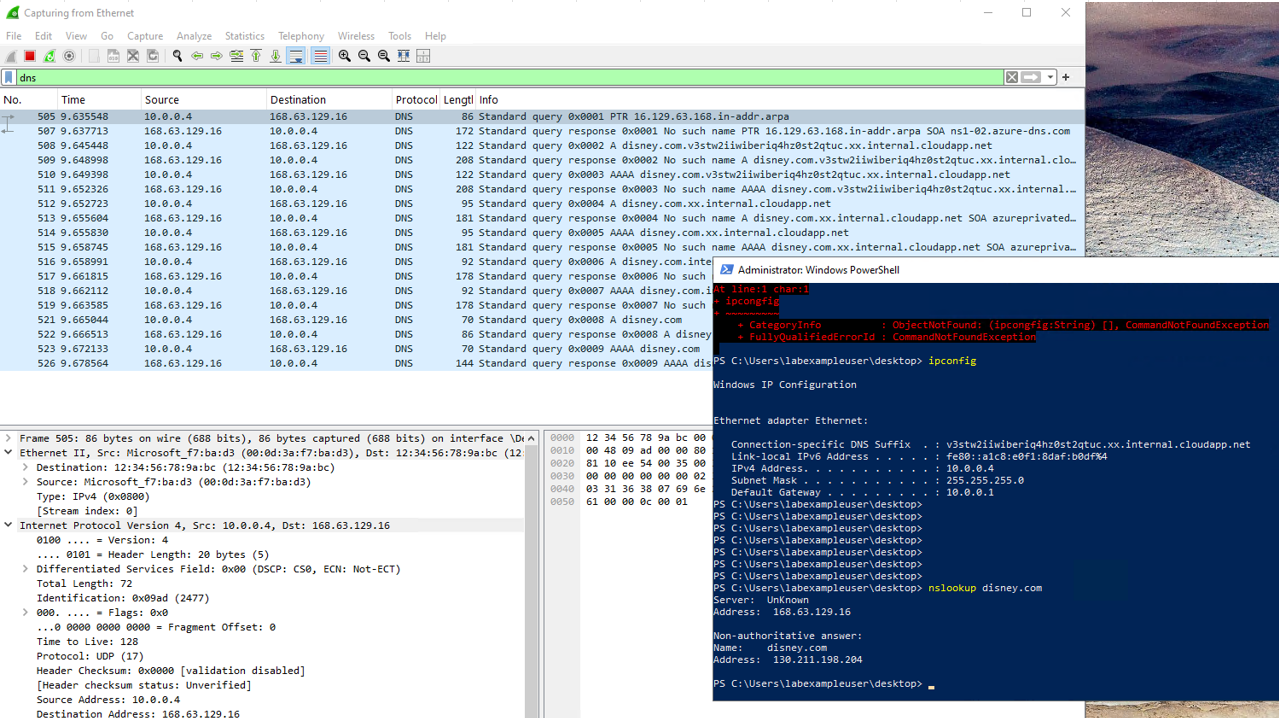 Capturing from Ethernet
File Edit View Go Capture Analyze Statistics Telephony Wireless Tools Help
dns
No. Time Source Destination Protocol Lengtl Info
505 9.635548 10.0.0.4 168.63.129.16 DNS 86 Standard query 0x0001 PTR 16.129.63.168.in-addr.arpa
507 9.637713 168.63.129.16 10.0.0.4 DNS 172 Standard query response 0x0001 No such name PTR 16.129.63.168.in-addr.arpa SOA ns1-02.azure-dns.com
508 9.645448 10.0.0.4 168.63.129.16 DNS 122 Standard query 0x0002 A disney.com.v3stw2iiwiberiq4hz0st2qtuc.xx.internal.cloudapp.net
509 9.648998 168.63.129.16 10.0.0.4 DNS 208 Standard query response 0x0002 No such name A disney.com.v3stw2iiwiberiq4hz0st2qtuc.xx.internal.clo…
510 9.649398 10.0.0.4 168.63.129.16 DNS 122 Standard query 0x0003 AAAA disney.com.v3stw2iiwiberiq4hz0st2qtuc.xx.internal.cloudapp.net
511 9.652326 168.63.129.16 10.0.0.4 DNS 208 Standard query response 0x0003 No such name AAAA disney.com.v3stw2iiwiberiq4hz0st2qtuc.xx.internal.…
512 9.652723 10.0.0.4 168.63.129.16 DNS 95 Standard query 0x0004 A disney.com.xx.internal.cloudapp.net
513 9.655604 168.63.129.16 10.0.0.4 DNS 181 Standard query response 0x0004 No such name A disney.com.xx.internal.cloudapp.net SOA azureprivated…
514 9.655830 10.0.0.4 168.63.129.16 DNS 95 Standard query 0x0005 AAAA disney.com.xx.internal.cloudapp.net
515 9.658745 168.63.129.16 10.0.0.4 DNS 181 Standard query response 0x0005 No such name AAAA disney.com.xx.internal.cloudapp.net SOA azurepriva…
516 9.658991 10.0.0.4 168.63.129.16 DNS 92 Standard query 0x0006 A disney.com.inte
517 9.661815 168.63.129.16 10.0.0.4 DNS 178 Standard query response 0x0006 No such n
518 9.662112 10.0.0.4 168.63.129.16 DNS 92 Standard query 0x0007 AAAA disney.com.i
519 9.663585 168.63.129.16 10.0.0.4 DNS 178 Standard query response 0x0007 No such n
521 9.665044 10.0.0.4 168.63.129.16 DNS 70 Standard query 0x0008 A disney.com
522 9.666513 168.63.129.16 10.0.0.4 DNS 86 Standard query response 0x0008 A disney
523 9.672133 10.0.0.4 168.63.129.16 DNS 70 Standard query 0x0009 AAAA disney.com
526 9.678564 168.63.129.16 10.0.0.4 DNS 144 Standard query response 0x0009 AAAA dis
Frame 505: 86 bytes on wire (688 bits), 86 bytes captured (688 bits) on interface \De
Ethernet II, Src: Microsoft_f7:ba:d3 (00:0d:3a:f7:ba:d3), Dst: 12:34:56:78:9a:bc (12:
Destination: 12:34:56:78:9a:bc (12:34:56:78:9a:bc)
Source: Microsoft_f7:ba:d3 (00:0d:3a:f7:ba:d3)
Type: IPv4 (0x0800)
[Stream index: 0]
Internet Protocol Version 4, Src: 10.0.0.4, Dst: 168.63.129.16
0100 .... = Version: 4
.... 0101 = Header Length: 20 bytes (5)
Differentiated Services Field: 0x00 (DSCP: CS0, ECN: Not-ECT)
Total Length: 72
Identification: 0x09ad (2477)
000. .... = Flags: 0x0
...0 0000 0000 0000 = Fragment Offset: 0
Time to Live: 128
Protocol: UDP (17)
Header Checksum: 0x0000 [validation disabled]
[Header checksum status: Unverified]
Source Address: 10.0.0.4
Destination Address: 168.63.129.16
0000 12 34 56 78 9a bc 00 0
0010 00 48 09 ad 00 00 80
0020 81 10 ee 54 00 35 00
0030 00 00 00 00 00 00 02
0040 03 31 36 38 07 69 6e
0050 61 00 00 0c 00 01
Administrator: Windows PowerShell
At line:1 char:1
+ ipcongfig
+ ~~~~~~~~~
+ CategoryInfo : ObjectNotFound: (ipcongfig:String) [], CommandNotFoundException
+ FullyQualifiedErrorId : CommandNotFoundException
PS C:\Users\labexampleuser\desktop> ipconfig
Windows IP Configuration
Ethernet adapter Ethernet:
Connection-specific DNS Suffix . : v3stw2iiwiberiq4hz0st2qtuc.xx.internal.cloudapp.net
Link-local IPv6 Address . . . . . : fe80::a1c8:e0f1:8daf:b0df%4
IPv4 Address. . . . . . . . . . . : 10.0.0.4
Subnet Mask . . . . . . . . . . . : 255.255.255.0
Default Gateway . . . . . . . . . : 10.0.0.1
PS C:\Users\labexampleuser\desktop>
PS C:\Users\labexampleuser\desktop>
PS C:\Users\labexampleuser\desktop>
PS C:\Users\labexampleuser\desktop>
PS C:\Users\labexampleuser\desktop>
PS C:\Users\labexampleuser\desktop>
PS C:\Users\labexampleuser\desktop>
PS C:\Users\labexampleuser\desktop> nslookup disney.com
Server: UnKnown
Address: 168.63.129.16
Non-authoritative answer:
Name: disney.com
Address: 130.211.198.204
PS C:\Users\labexampleuser\desktop>